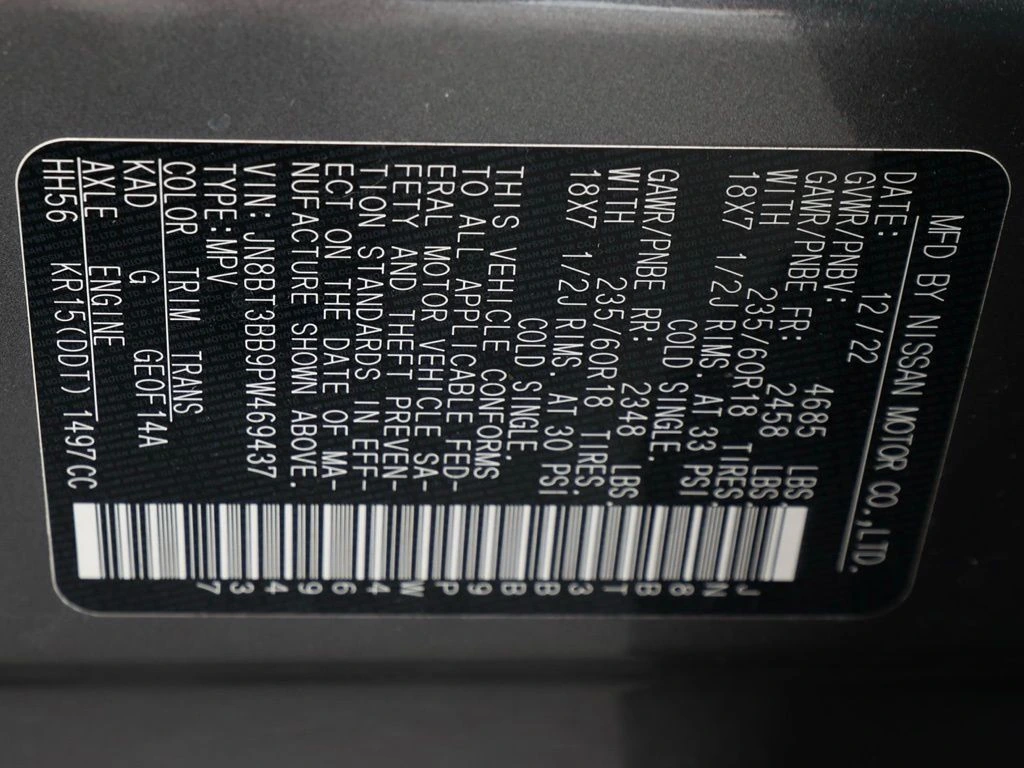 MFD BY NISSAN MOTOR CO.,LTD.
DATE: 12/22
GVWR/PNBV: 4685 LBS.
GAWR/PNBE FR: 2458 LBS.
WITH 235/60R18 TIRES,
18X7 1/2J RIMS. AT 33 PSI
COLD SINGLE.
GAWR/PNBE RR: 2348 LBS.
WITH 235/60R18 TIRES,
18X7 1/2J RIMS. AT 30 PSI
COLD SINGLE.
THIS VEHICLE CONFORMS
TO ALL APPLICABLE FED-
ERAL MOTOR VEHICLE SA-
FETY AND THEFT PREVEN-
TION STANDARDS IN EFF-
ECT ON THE DATE OF MA-
NUFACTURE SHOWN ABOVE.
VIN: JN8BT3BB9PW469437
TYPE:MPV
COLOR TRIM TRANS
KAD G GE0F14A
AXLE ENGINE
HH56 KR15(DDT) 1497CC
JN8BT3BB9PW469437